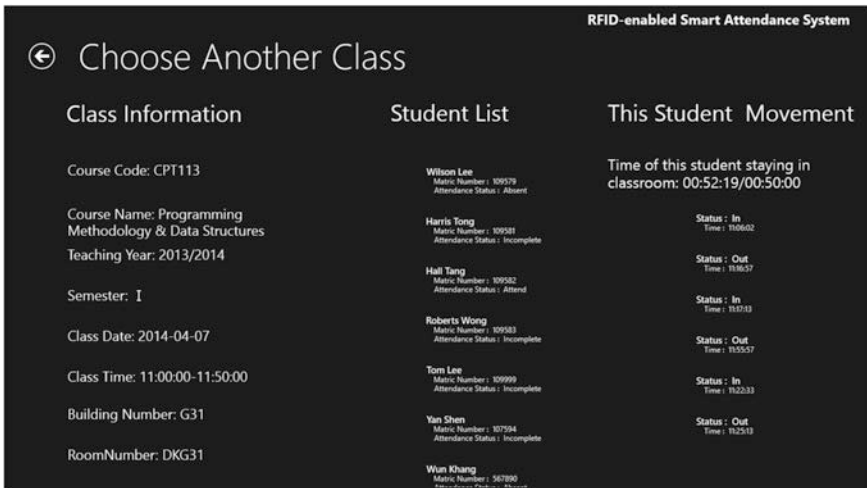 RFID-enabled Smart Attendance System
Choose Another Class
Class Information
Course Code: CPT113
Course Name: Programming
Methodology & Data Structures
Teaching Year: 2013/2014
Semester: I
Class Date: 2014-04-07
Class Time: 11:00:00-11:50:00
Building Number: G31
RoomNumber: DKG31
Student List
Wilson Lee
Matric Number : 109579
Attendance Status : Absent
Harris Tong
Matric Number : 109581
Attendance Status : Incomplete
Hall Tang
Matric Number : 109582
Attendance Status : Attend
Roberts Wong
Matric Number : 109583
Attendance Status : Incomplete
Tom Lee
Matric Number : 109999
Attendance Status : Incomplete
Yan Shen
Matric Number : 107594
Attendance Status : Incomplete
Wun Khang
Matric Number : 567890
Attendance Status : Absent
This Student Movement
Time of this student staying in
classroom: 00:52:19/00:50:00
Status : In
Time : 11:06:02
Status : Out
Time : 11:16:57
Status : In
Time : 11:17:13
Status : Out
Time : 11:55:57
Status : In
Time : 11:22:33
Status : Out
Time : 11:25:13